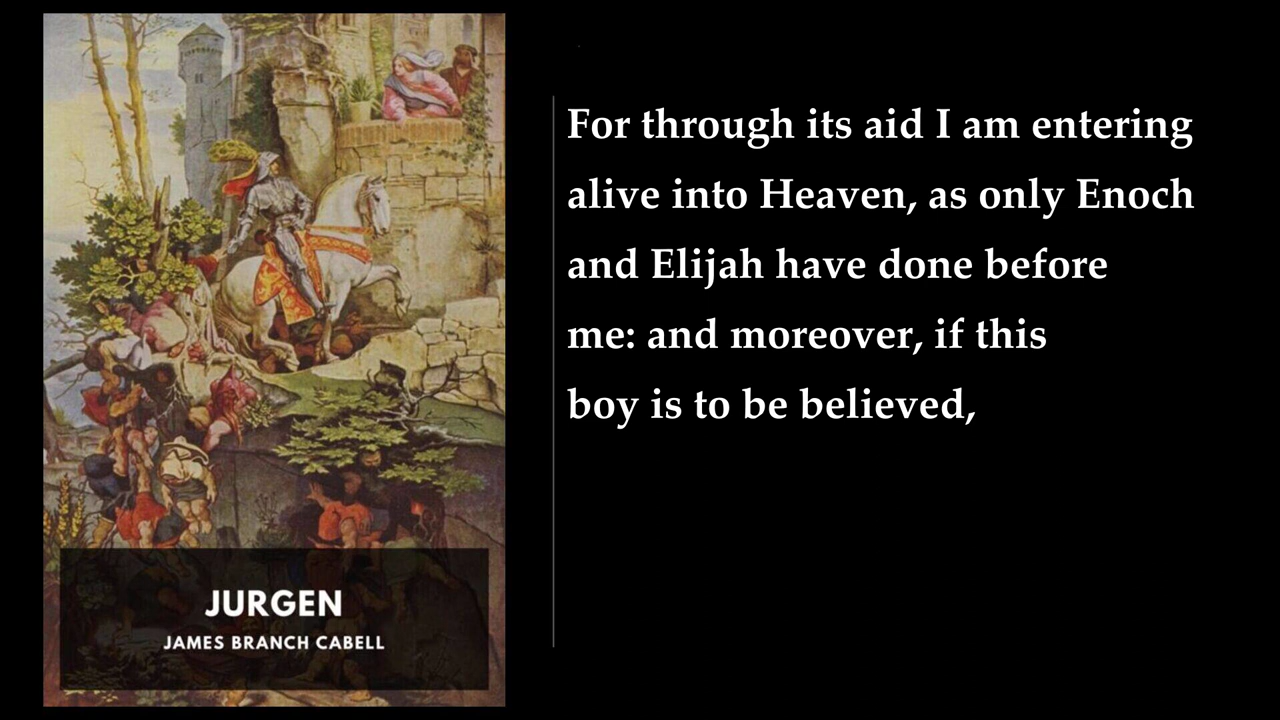 For through its aid I am entering
alive into Heaven, as only Enoch
and Elijah have done before
me: and moreover, if this
boy is to be believed,
JURGEN
JAMES BRANCH CABELL